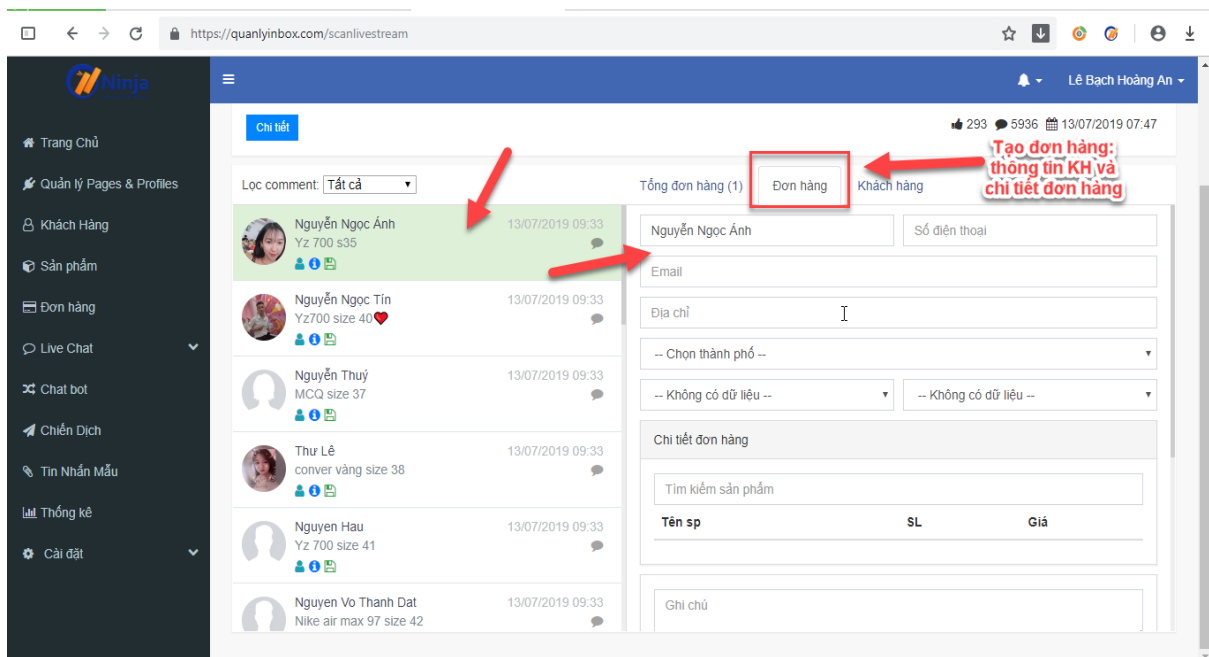 https://quanlyinbox.com/scanlivestream
Ninja
Lê Bạch Hoàng An
Trang Chủ
Quản lý Pages & Profiles
Khách Hàng
Sản phẩm
Đơn hàng
Live Chat
Chat bot
Chiến Dịch
Tin Nhắn Mẫu
Thống kê
Cài đặt
Chi tiết
293 5936 13/07/2019 07:47
Tạo đơn hàng:
thông tin KH và
chi tiết đơn hàng
Lọc comment: Tất cả
Tổng đơn hàng (1) Đơn hàng Khách hàng
Nguyễn Ngọc Ánh 13/07/2019 09:33
Yz 700 s35
Nguyễn Ngọc Tín 13/07/2019 09:33
Yz700 size 40❤
Nguyễn Thuý 13/07/2019 09:33
MCQ size 37
Thư Lê 13/07/2019 09:33
conver vàng size 38
Nguyen Hau 13/07/2019 09:33
Yz 700 size 41
Nguyen Vo Thanh Dat 13/07/2019 09:33
Nike air max 97 size 42
Nguyễn Ngọc Ánh Số điện thoại
Email
Địa chỉ
-- Chọn thành phố --
-- Không có dữ liệu -- -- Không có dữ liệu --
Chi tiết đơn hàng
Tìm kiếm sản phẩm
Tên sp SL Giá
Ghi chú